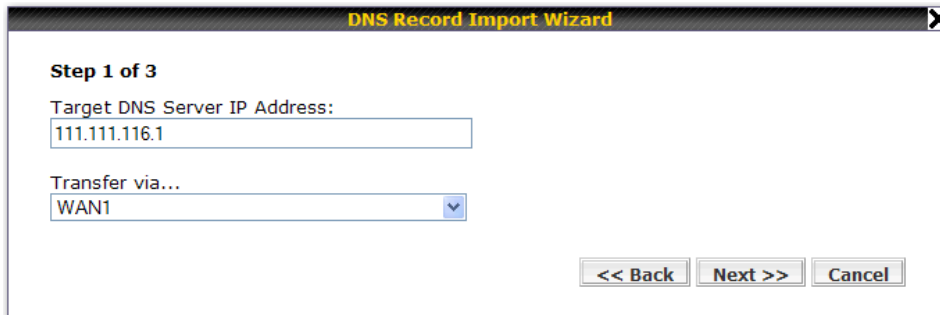 DNS Record Import Wizard
Step 1 of 3
Target DNS Server IP Address:
111.111.116.1
Transfer via...
WAN1
<< Back Next >> Cancel